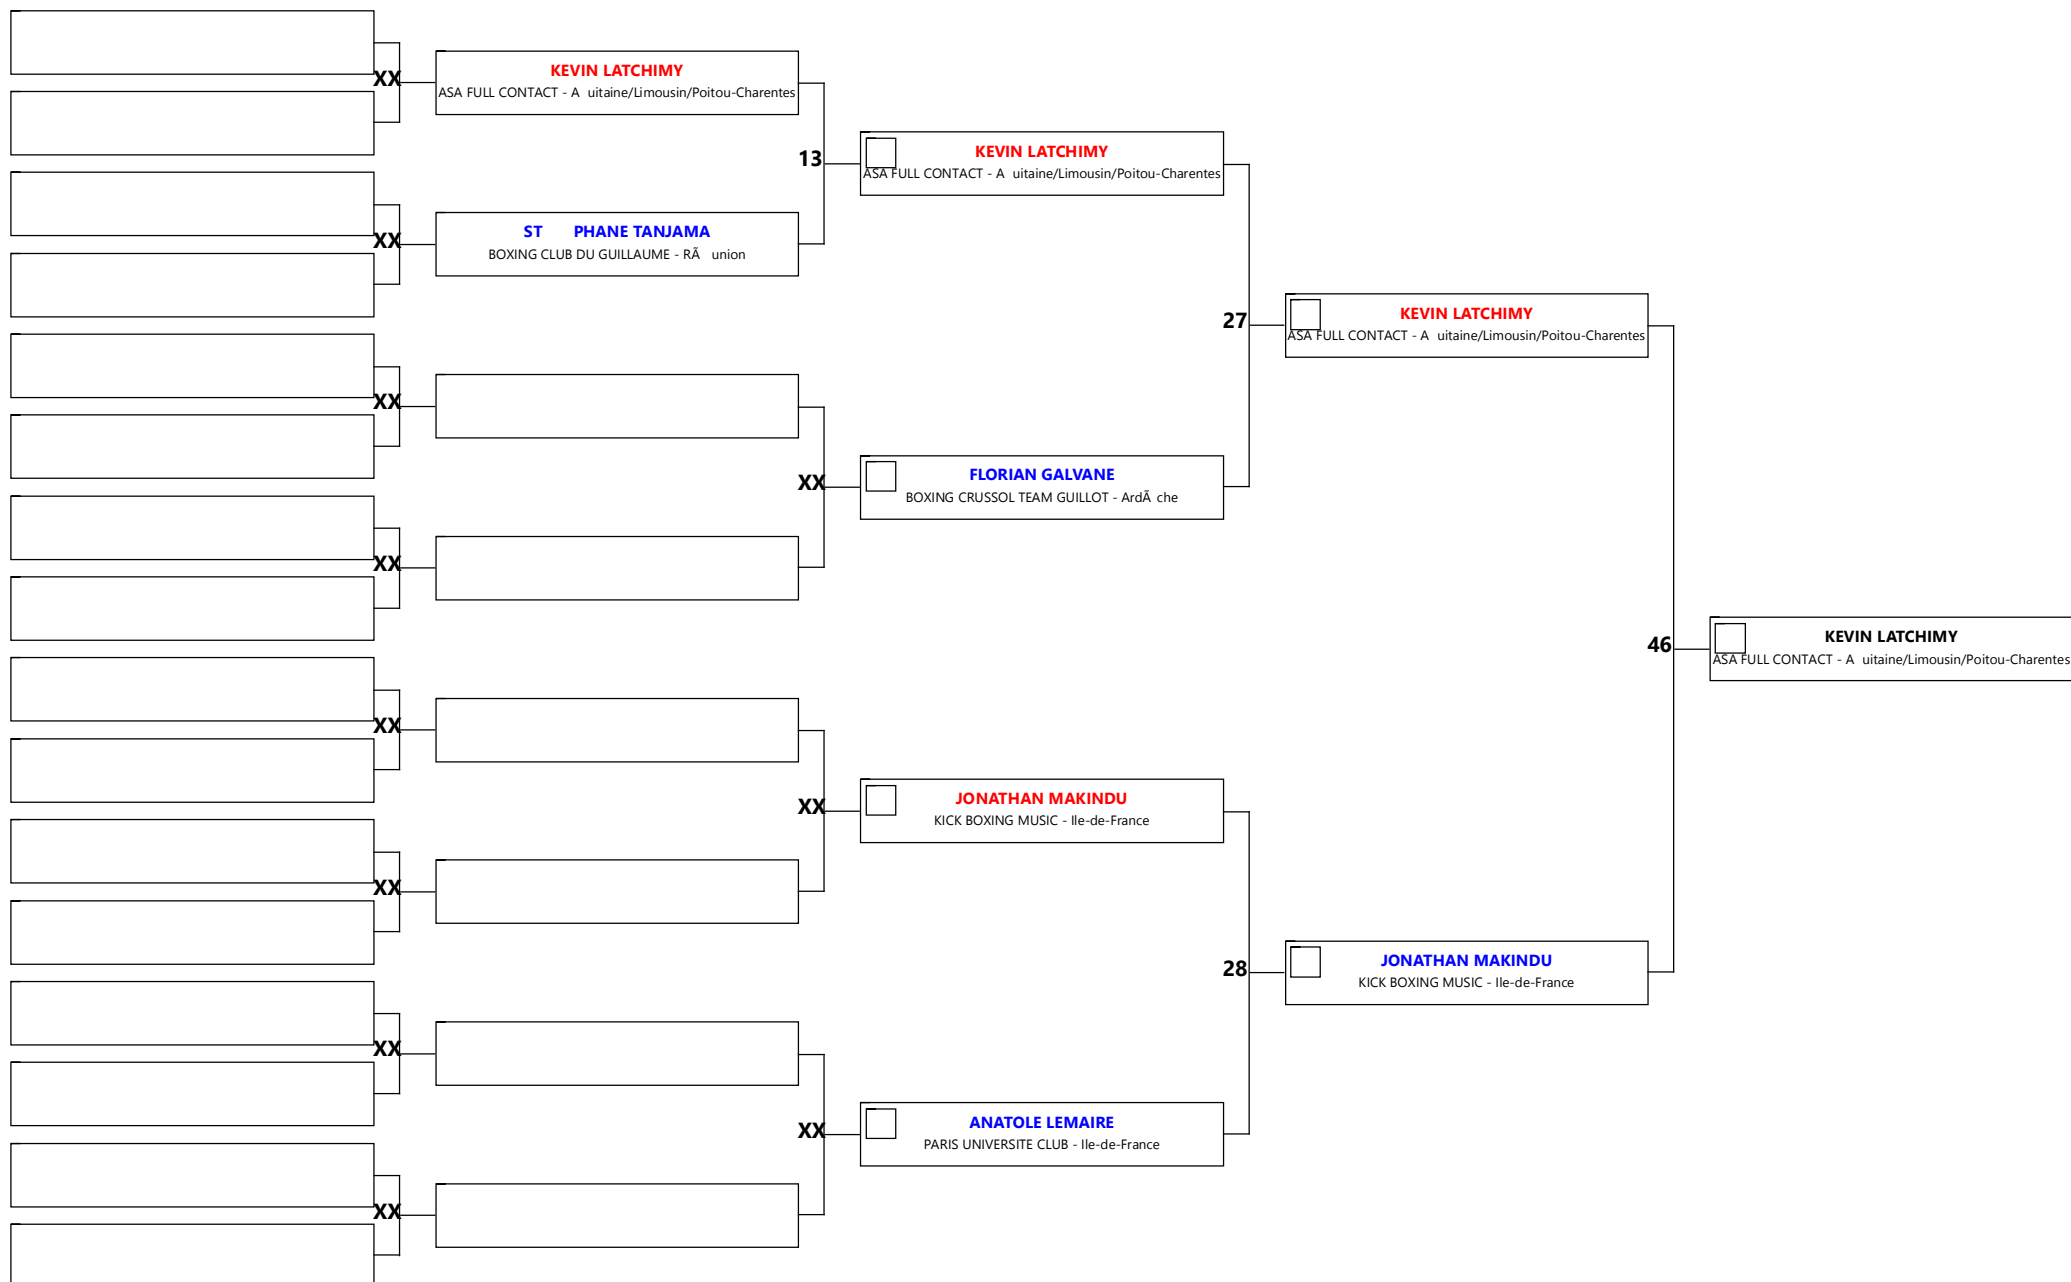 XX
KEVIN LATCHIMY
ASA FULL CONTACT - A uitaine/Limousin/Poitou-Charentes
13
KEVIN LATCHIMY
ASA FULL CONTACT - A uitaine/Limousin/Poitou-Charentes
XX
ST PHANE TANJAMA
BOXING CLUB DU GUILLAUME - RÃ union
27
KEVIN LATCHIMY
ASA FULL CONTACT - A uitaine/Limousin/Poitou-Charentes
XX
XX
FLORIAN GALVANE
BOXING CRUSSOL TEAM GUILLOT - ArdÃ che
XX
46
KEVIN LATCHIMY
ASA FULL CONTACT - A uitaine/Limousin/Poitou-Charentes
XX
XX
JONATHAN MAKINDU
KICK BOXING MUSIC - Ile-de-France
XX
28
JONATHAN MAKINDU
KICK BOXING MUSIC - Ile-de-France
XX
XX
ANATOLE LEMAIRE
PARIS UNIVERSITE CLUB - Ile-de-France
XX